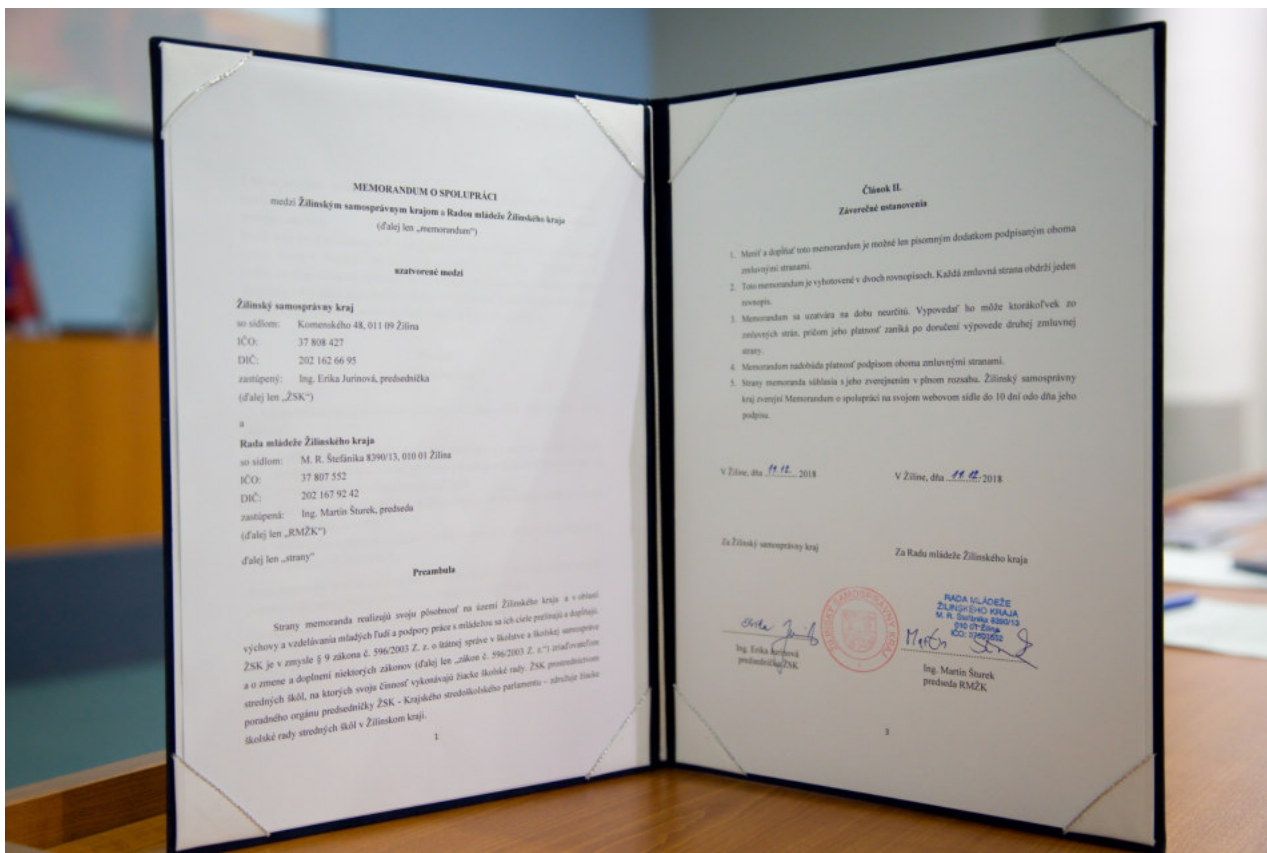 MEMORANDUM O SPOLUPRÁCI
medzi Žilinským samosprávnym krajom a Radou mládeže Žilinského kraja
(ďalej len „memorandum“)
uzatvorené medzi
Žilinský samosprávny kraj
so sídlom: Komenského 48, 011 09 Žilina
IČO: 37 808 427
DIČ: 202 162 66 95
zastúpený: Ing. Erika Jurinová, predsedníčka
(ďalej len „ŽSK“)
a
Rada mládeže Žilinského kraja
so sídlom: M. R. Štefánika 8390/13, 010 01 Žilina
IČO: 37 807 552
DIČ: 202 167 92 42
zastúpená: Ing. Martin Šturek, predseda
(ďalej len „RMŽK“)
ďalej len „strany“
Preambula
Strany memoranda realizujú svoju pôsobnosť na území Žilinského kraja a v oblasti
výchovy a vzdelávania mladých ľudí a podpory práce s mládežou sa ich ciele prelínajú a dopĺňajú.
ŽSK je v zmysle § 9 zákona č. 596/2003 Z. z. o štátnej správe v školstve a školskej samospráve
a o zmene a doplnení niektorých zákonov (ďalej len „zákon č. 596/2003 Z. z.“) zriaďovateľom
stredných škôl, na ktorých svoju činnosť vykonávajú žiacke školské rady. ŽSK prostredníctvom
poradného orgánu predsedníčky ŽSK - Krajského stredoškolského parlamentu – združuje žiacke
školské rady stredných škôl v Žilinskom kraji.
1
Článok II.
Záverečné ustanovenia
1. Meniť a dopĺňať toto memorandum je možné len písomným dodatkom podpísaným oboma
zmluvnými stranami.
2. Toto memorandum je vyhotovené v dvoch rovnopisoch. Každá zmluvná strana obdrží jeden
rovnopis.
3. Memorandum sa uzatvára na dobu neurčitú. Vypovedať ho môže ktorákoľvek zo
zmluvných strán, pričom jeho platnosť zaniká po doručení výpovede druhej zmluvnej
strany.
4. Memorandum nadobúda platnosť podpisom oboma zmluvnými stranami.
5. Strany memoranda súhlasia s jeho zverejnením v plnom rozsahu. Žilinský samosprávny
kraj zverejní Memorandum o spolupráci na svojom webovom sídle do 10 dní odo dňa jeho
podpisu.
V Žiline, dňa 11.12. 2018
V Žiline, dňa 11.12. 2018
Za Žilinský samosprávny kraj
Za Radu mládeže Žilinského kraja
ŽILINSKÝ SAMOSPRÁVNY KRAJ
RADA MLÁDEŽE
ŽILINSKÉHO KRAJA
M. R. Štefánika 8390/13
010 01 Žilina
IČO: 37807552
Ing. Erika Jurinová
predsedníčka ŽSK
Ing. Martin Šturek
predseda RMŽK
3